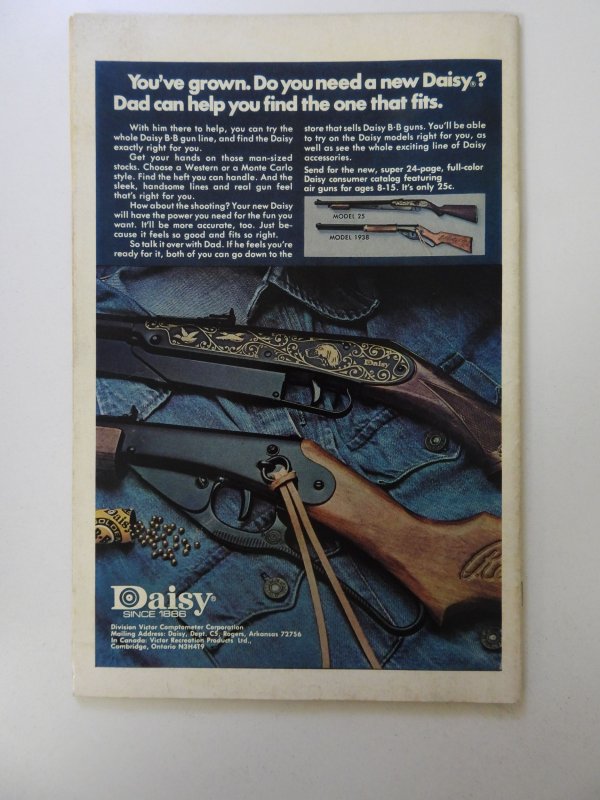 You've grown. Do you need a new Daisy®?
Dad can help you find the one that fits.
With him there to help, you can try the
whole Daisy B·B gun line, and find the Daisy
exactly right for you.
Get your hands on those man-sized
stocks. Choose a Western or a Monte Carlo
style. Find the heft you can handle. And the
sleek, handsome lines and real gun feel
that's right for you.
How about the shooting? Your new Daisy
will have the power you need for the fun you
want. It'll be more accurate, too. Just be-
cause it feels so good and fits so right.
So talk it over with Dad. If he feels you're
ready for it, both of you can go down to the
store that sells Daisy B·B guns. You'll be able
to try on the Daisy models right for you, as
well as see the whole exciting line of Daisy
accessories.
Send for the new, super 24-page, full-color
Daisy consumer catalog featuring
air guns for ages 8-15. It's only 25c.
MODEL 25
MODEL 1938
Daisy
Daisy
Daisy®
SINCE 1886
Division Victor Comptometer Corporation
Mailing Address: Daisy, Dept. C5, Rogers, Arkansas 72756
In Canada: Victor Recreation Products Ltd.,
Cambridge, Ontario N3H4T9